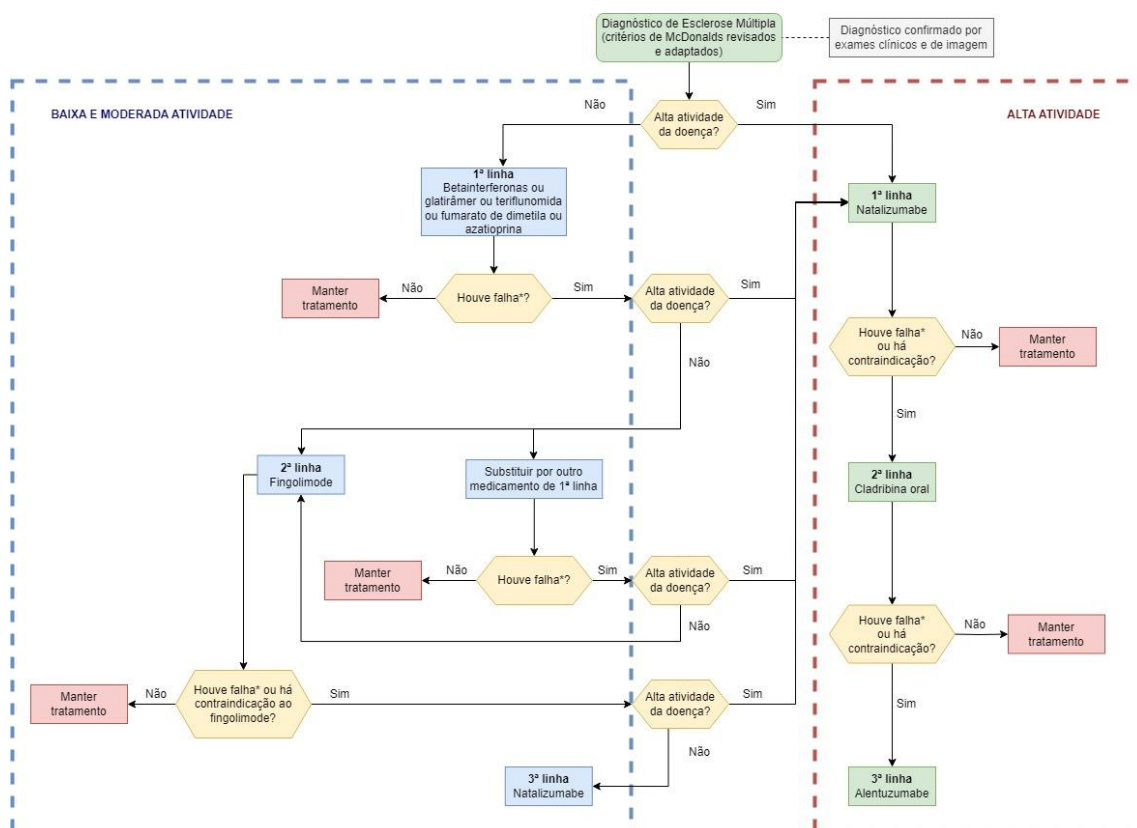 Diagnóstico de Esclerose Múltipla
(critérios de McDonalds revisados
e adaptados)
Diagnóstico confirmado por
exames clínicos e de imagem
BAIXA E MODERADA ATIVIDADE
ALTA ATIVIDADE
Não
Alta atividade
da doença?
Sim
1ª linha
Betainterferonas ou
glatirâmer ou teriflunomida
ou fumarato de dimetila ou
azatioprina
1ª linha
Natalizumabe
Manter
tratamento
Não
Houve falha*?
Sim
Alta atividade
da doença?
Sim
Não
Houve falha*
ou há
contraindicação?
Não
Manter
tratamento
Sim
2ª linha
Fingolimode
Substituir por outro
medicamento de 1ª linha
2ª linha
Cladribina oral
Manter
tratamento
Não
Houve falha*?
Sim
Alta atividade
da doença?
Sim
Não
Houve falha*
ou há
contraindicação?
Não
Manter
tratamento
Sim
Manter
tratamento
Não
Houve falha* ou há
contraindicação ao
fingolimode?
Sim
Alta atividade
da doença?
Sim
Não
3ª linha
Natalizumabe
3ª linha
Alentuzumabe